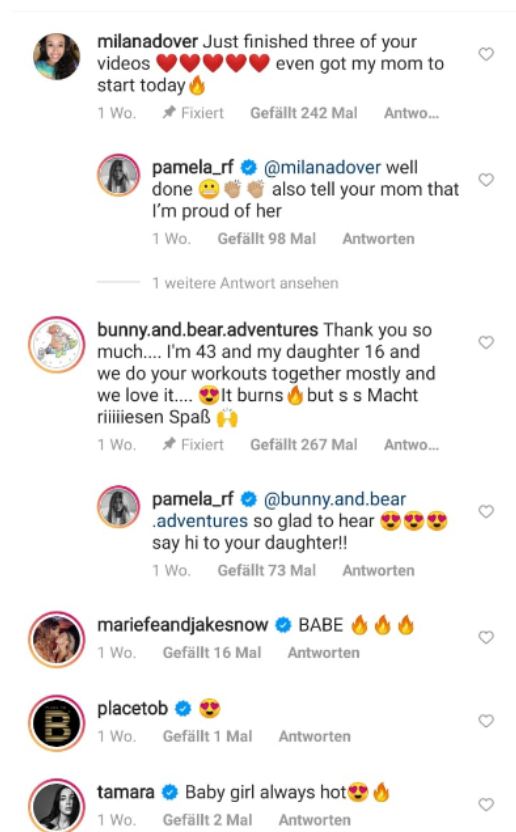 milanadover Just finished three of your
videos ❤️❤️❤️❤️❤️ even got my mom to
start today🔥
1 Wo. Fixiert Gefällt 242 Mal Antwo...
pamela_rf @milanadover well
done 😬 👏🏼 👏🏼 also tell your mom that
I'm proud of her
1 Wo. Gefällt 98 Mal Antworten
1 weitere Antwort ansehen
bunny.and.bear.adventures Thank you so
much.... I'm 43 and my daughter 16 and
we do your workouts together mostly and
we love it.... 😍It burns🔥but s s Macht
riiiiiesen Spaß 🙌
1 Wo. Fixiert Gefällt 267 Mal Antwo...
pamela_rf @bunny.and.bear
.adventures so glad to hear 😍😍😍
say hi to your daughter!!
1 Wo. Gefällt 73 Mal Antworten
mariefeandjakesnow BABE 🔥🔥🔥
1 Wo. Gefällt 16 Mal Antworten
B
placetob 😍
1 Wo. Gefällt 1 Mal Antworten
tamara Baby girl always hot😍🔥
1 Wo. Gefällt 2 Mal Antworten